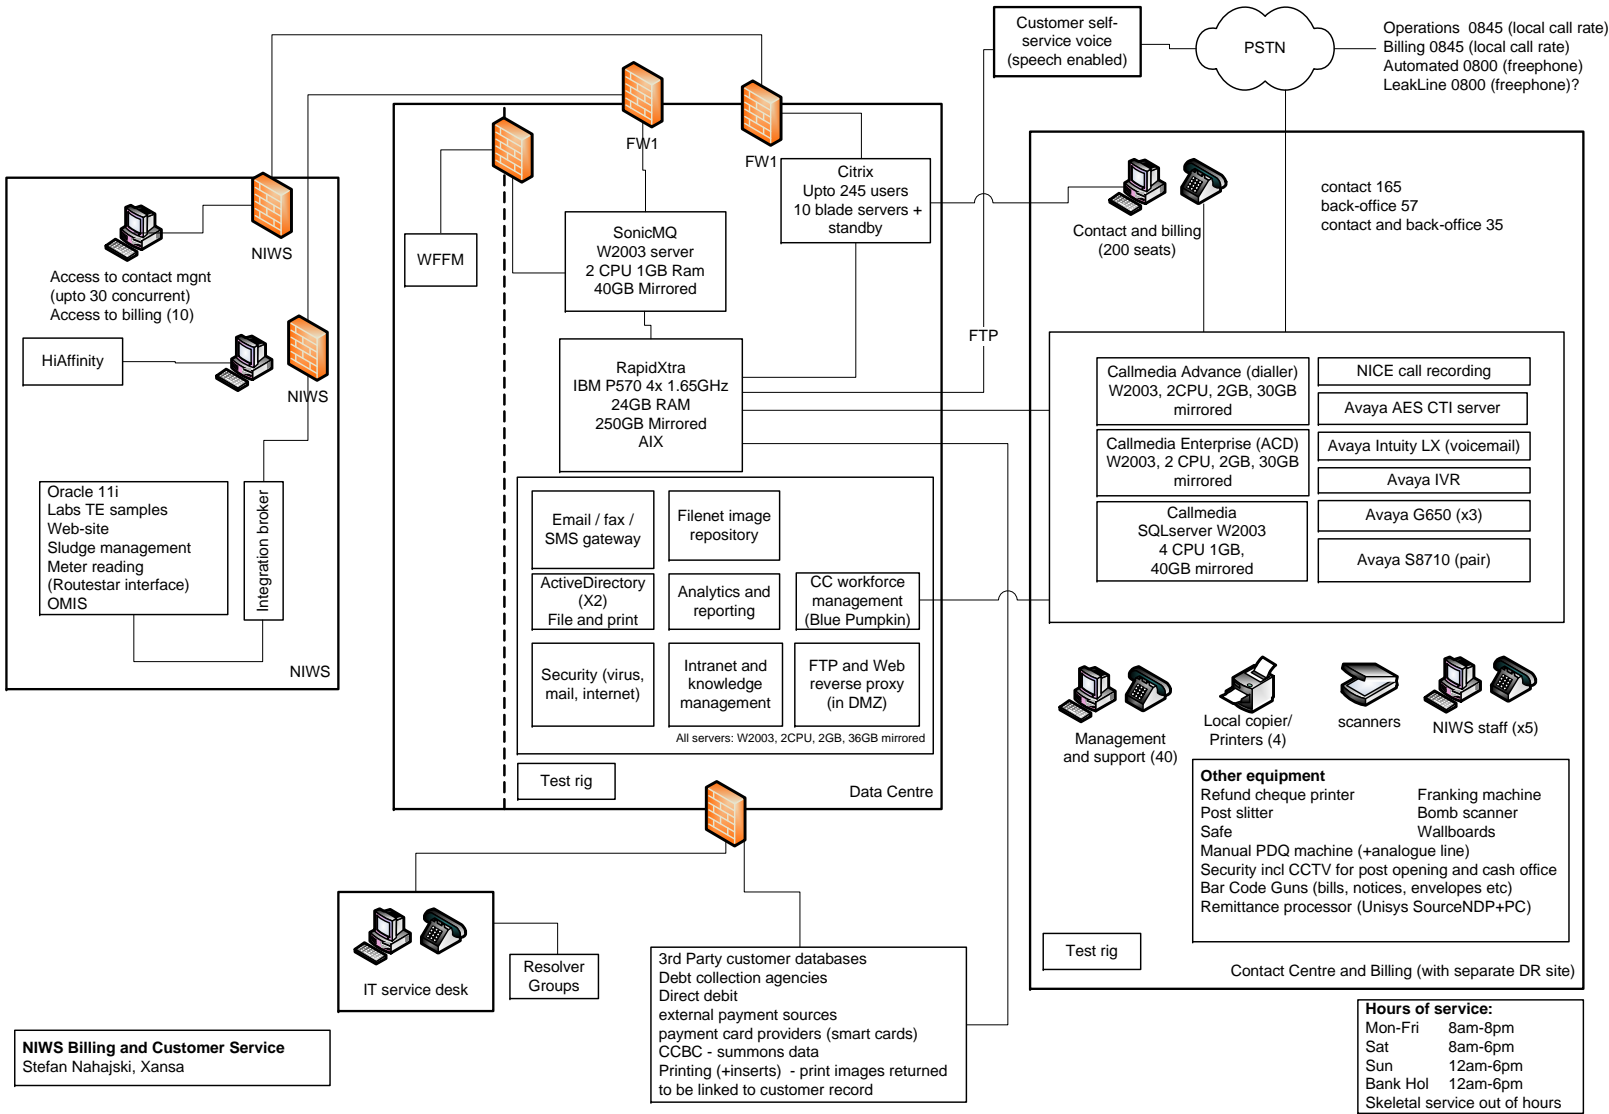 Customer self-
service voice
(speech enabled)
PSTN
Operations  0845 (local call rate)
Billing 0845 (local call rate)
Automated 0800 (freephone)
LeakLine 0800 (freephone)?
FW1
FW1
Citrix
Upto 245 users
10 blade servers +
standby
WFFM
SonicMQ
W2003 server
2 CPU 1GB Ram
40GB Mirrored
RapidXtra
IBM P570 4x 1.65GHz
24GB RAM
250GB Mirrored
AIX
FTP
NIWS
Access to contact mgnt
(upto 30 concurrent)
Access to billing (10)
HiAffinity
NIWS
Oracle 11i
Labs TE samples
Web-site
Sludge management
Meter reading
(Routestar interface)
OMIS
Integration broker
NIWS
Email / fax /
SMS gateway
Filenet image
repository
ActiveDirectory
(X2)
File and print
Analytics and
reporting
CC workforce
management
(Blue Pumpkin)
Security (virus,
mail, internet)
Intranet and
knowledge
management
FTP and Web
reverse proxy
(in DMZ)
All servers: W2003, 2CPU, 2GB, 36GB mirrored
Test rig
Data Centre
Contact and billing
(200 seats)
contact 165
back-office 57
contact and back-office 35
Callmedia Advance (dialler)
W2003, 2CPU, 2GB, 30GB
mirrored
Callmedia Enterprise (ACD)
W2003, 2 CPU, 2GB, 30GB
mirrored
Callmedia
SQLserver W2003
4 CPU 1GB,
40GB mirrored
NICE call recording
Avaya AES CTI server
Avaya Intuity LX (voicemail)
Avaya IVR
Avaya G650 (x3)
Avaya S8710 (pair)
Management
and support (40)
Local copier/
Printers (4)
scanners
NIWS staff (x5)
Other equipment
Refund cheque printer Franking machine
Post slitter Bomb scanner
Safe Wallboards
Manual PDQ machine (+analogue line)
Security incl CCTV for post opening and cash office
Bar Code Guns (bills, notices, envelopes etc)
Remittance processor (Unisys SourceNDP+PC)
Test rig
Contact Centre and Billing (with separate DR site)
IT service desk
Resolver
Groups
3rd Party customer databases
Debt collection agencies
Direct debit
external payment sources
payment card providers (smart cards)
CCBC - summons data
Printing (+inserts)  - print images returned
to be linked to customer record
NIWS Billing and Customer Service
Stefan Nahajski, Xansa
Hours of service:
Mon-Fri 8am-8pm
Sat 8am-6pm
Sun 12am-6pm
Bank Hol 12am-6pm
Skeletal service out of hours